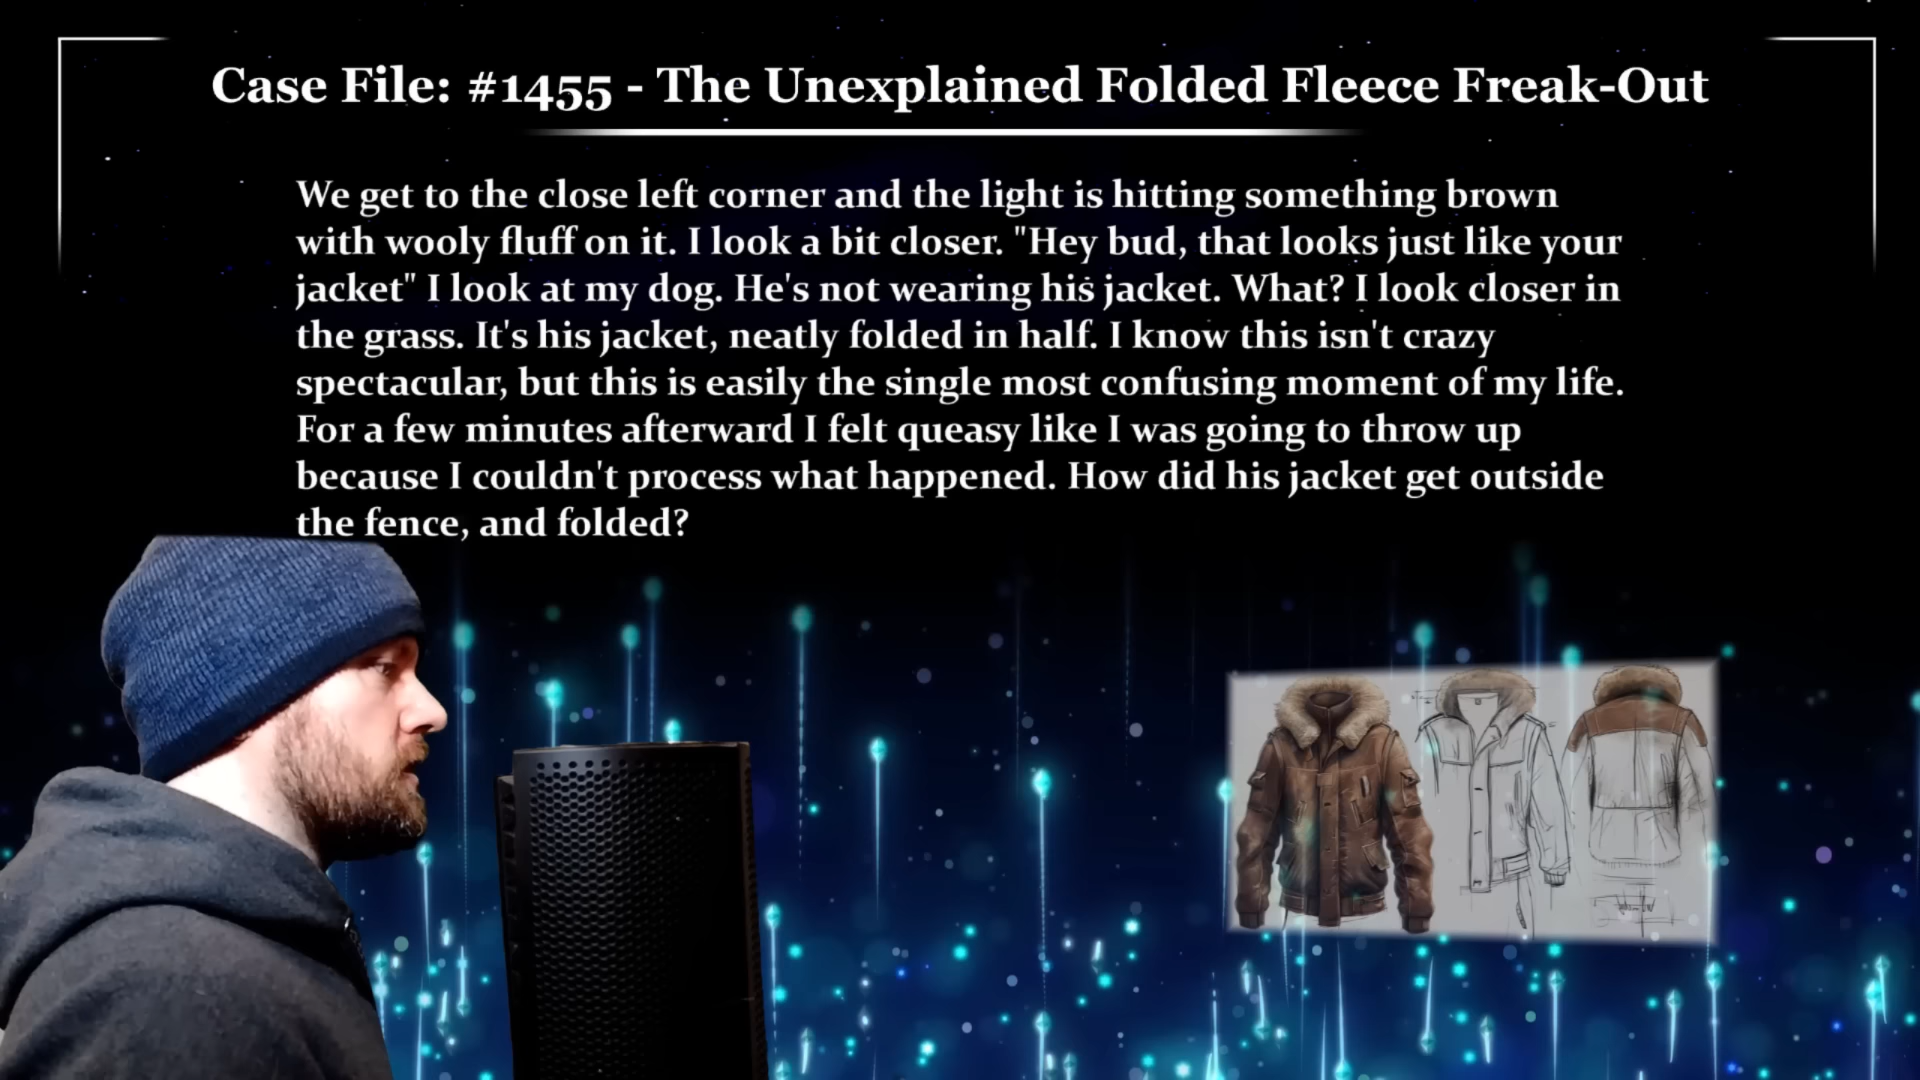 Case File: #1455 - The Unexplained Folded Fleece Freak-Out
We get to the close left corner and the light is hitting something brown
with wooly fluff on it. I look a bit closer. "Hey bud, that looks just like your
jacket" I look at my dog. He's not wearing his jacket. What? I look closer in
the grass. It's his jacket, neatly folded in half. I know this isn't crazy
spectacular, but this is easily the single most confusing moment of my life.
For a few minutes afterward I felt queasy like I was going to throw up
because I couldn't process what happened. How did his jacket get outside
the fence, and folded?